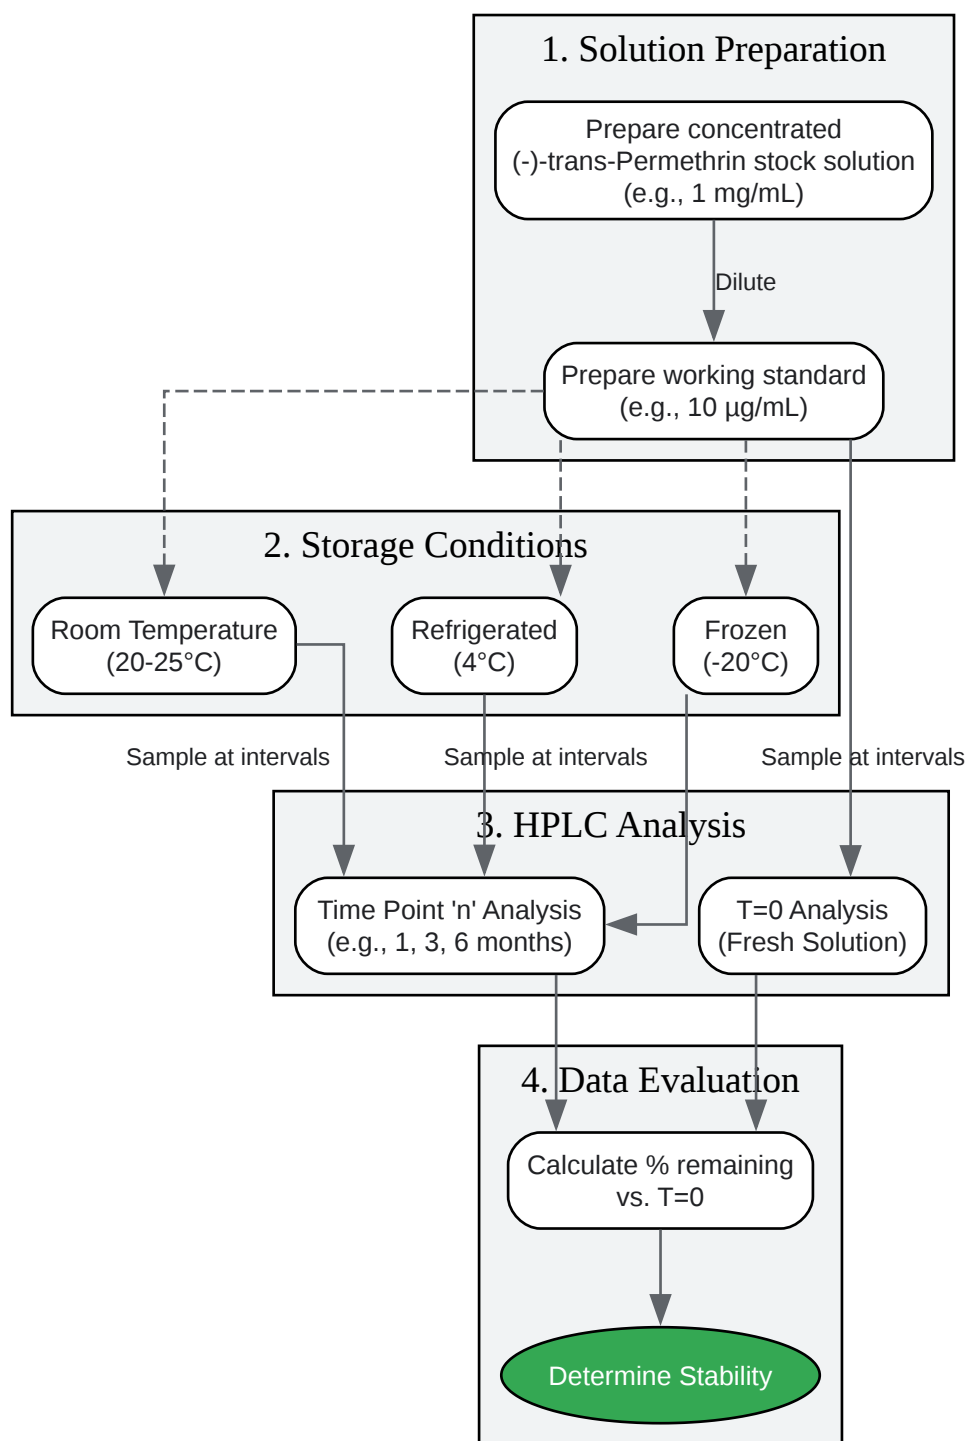 1. Solution Preparation
Prepare concentrated
(-)-trans-Permethrin stock solution
(e.g., 1 mg/mL)
Dilute
Prepare working standard
(e.g., 10 µg/mL)
2. Storage Conditions
Room Temperature
(20-25°C)
Refrigerated
(4°C)
Frozen
(-20°C)
Sample at intervals
Sample at intervals
Sample at intervals
3. HPLC Analysis
Time Point 'n' Analysis
(e.g., 1, 3, 6 months)
T=0 Analysis
(Fresh Solution)
4. Data Evaluation
Calculate % remaining
vs. T=0
Determine Stability